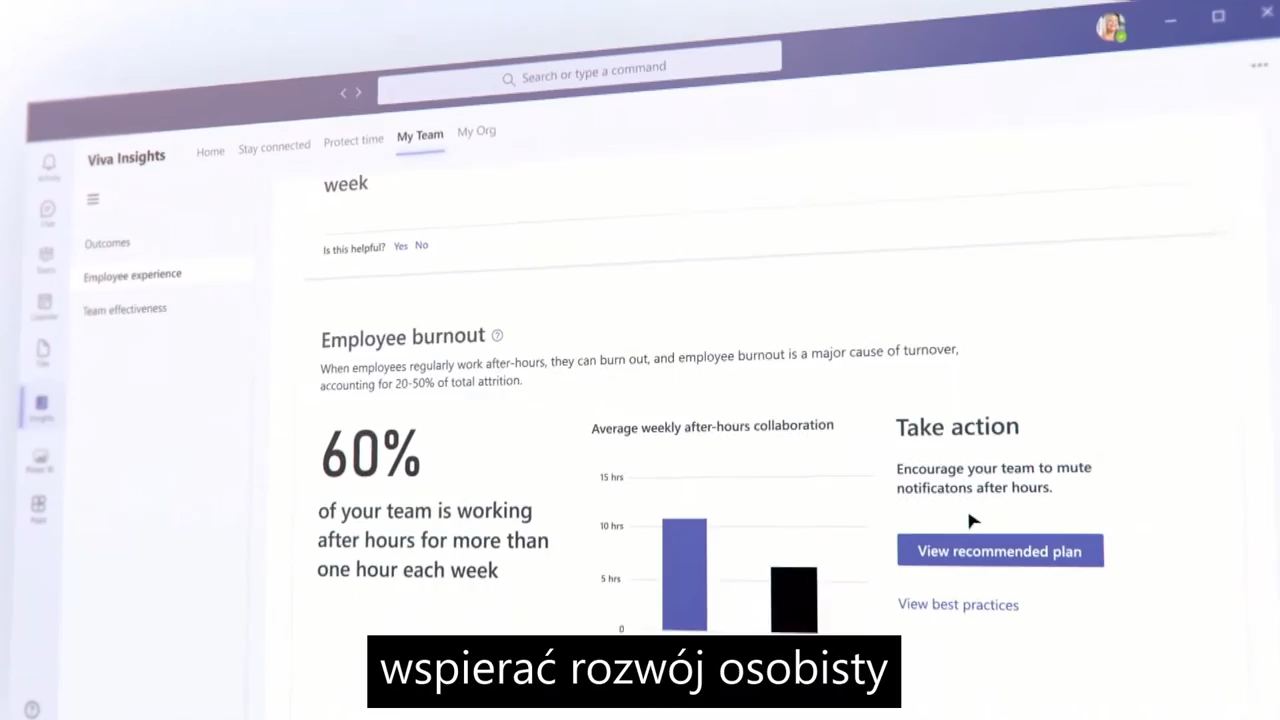 Search or type a command
Viva Insights
Home Stay connected Protect time My Team My Org
Activity
week
Outcomes
Is this helpful? Yes No
Employee experience
Team effectiveness
Employee burnout
When employees regularly work after-hours, they can burn out, and employee burnout is a major cause of turnover,
accounting for 20-50% of total attrition.
Insights
60%
of your team is working
after hours for more than
one hour each week
Average weekly after-hours collaboration
15 hrs
10 hrs
5 hrs
0
Take action
Encourage your team to mute
notificatons after hours.
View recommended plan
View best practices
wspierać rozwój osobisty